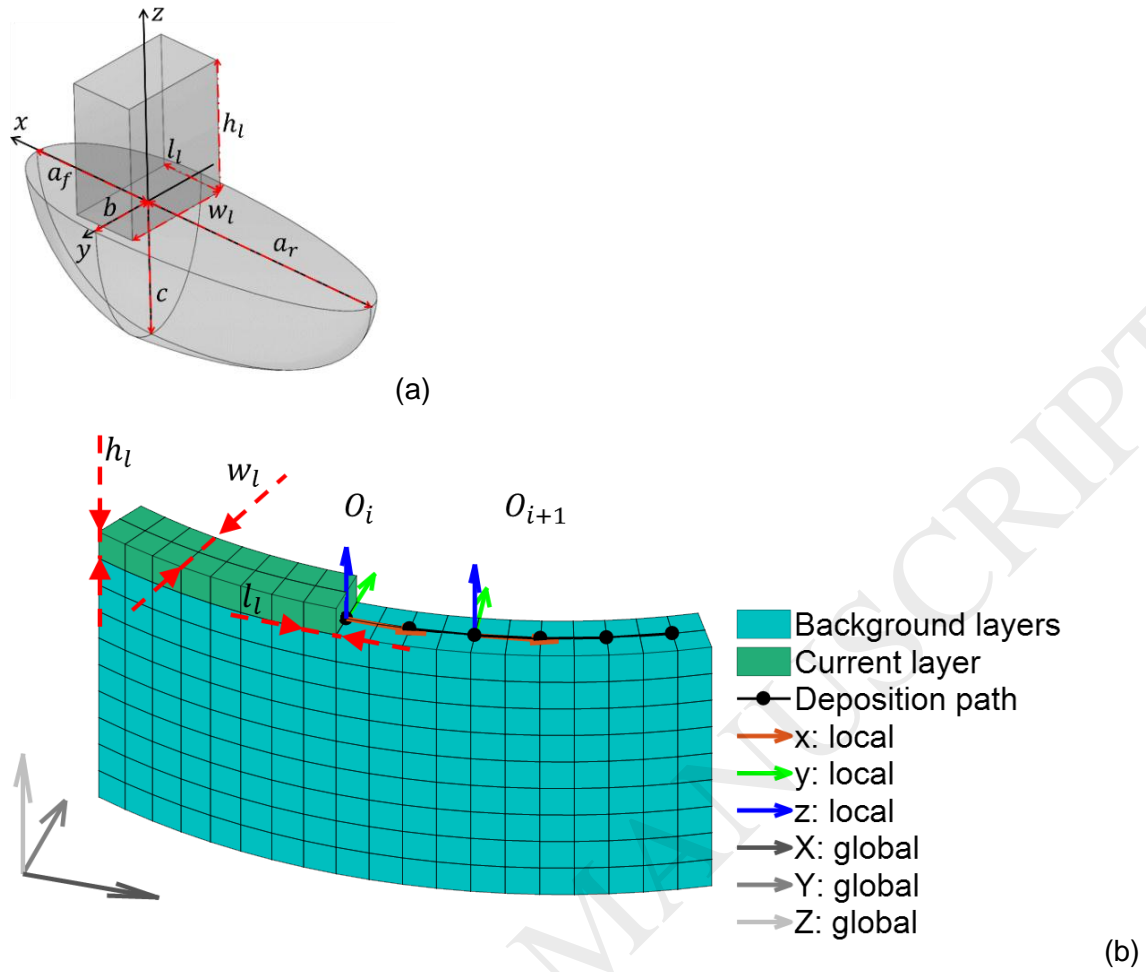 z
x
h_l
l_l
a_f
b
w_l
y
a_r
c
(a)
h_l
w_l
O_i
O_{i+1}
l_l
Background layers
Current layer
Deposition path
x: local
y: local
z: local
X: global
Y: global
Z: global
(b)
MANUSCRIPT